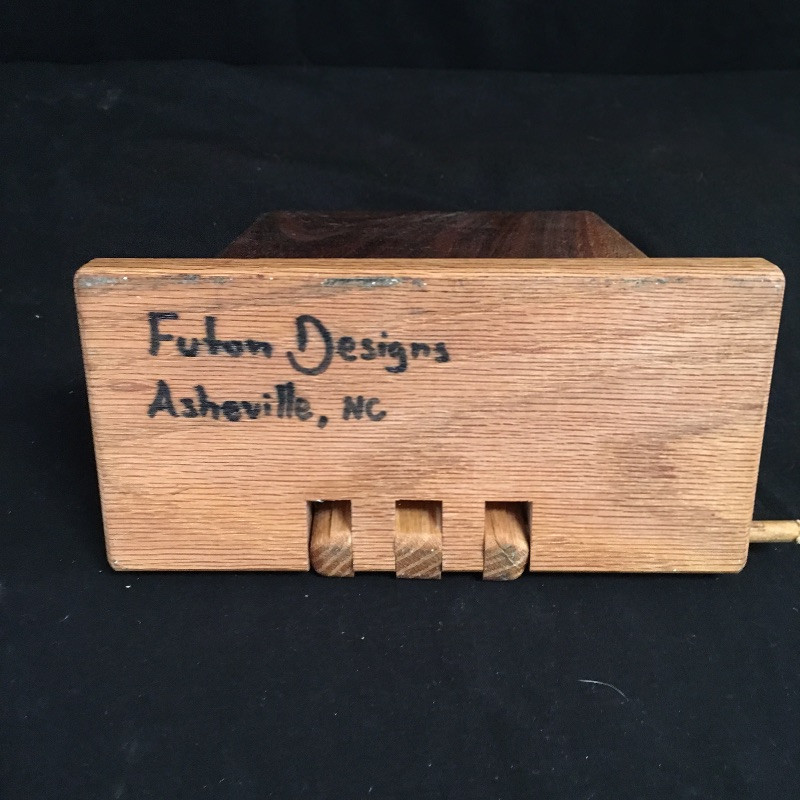 Futon Designs
Asheville, NC